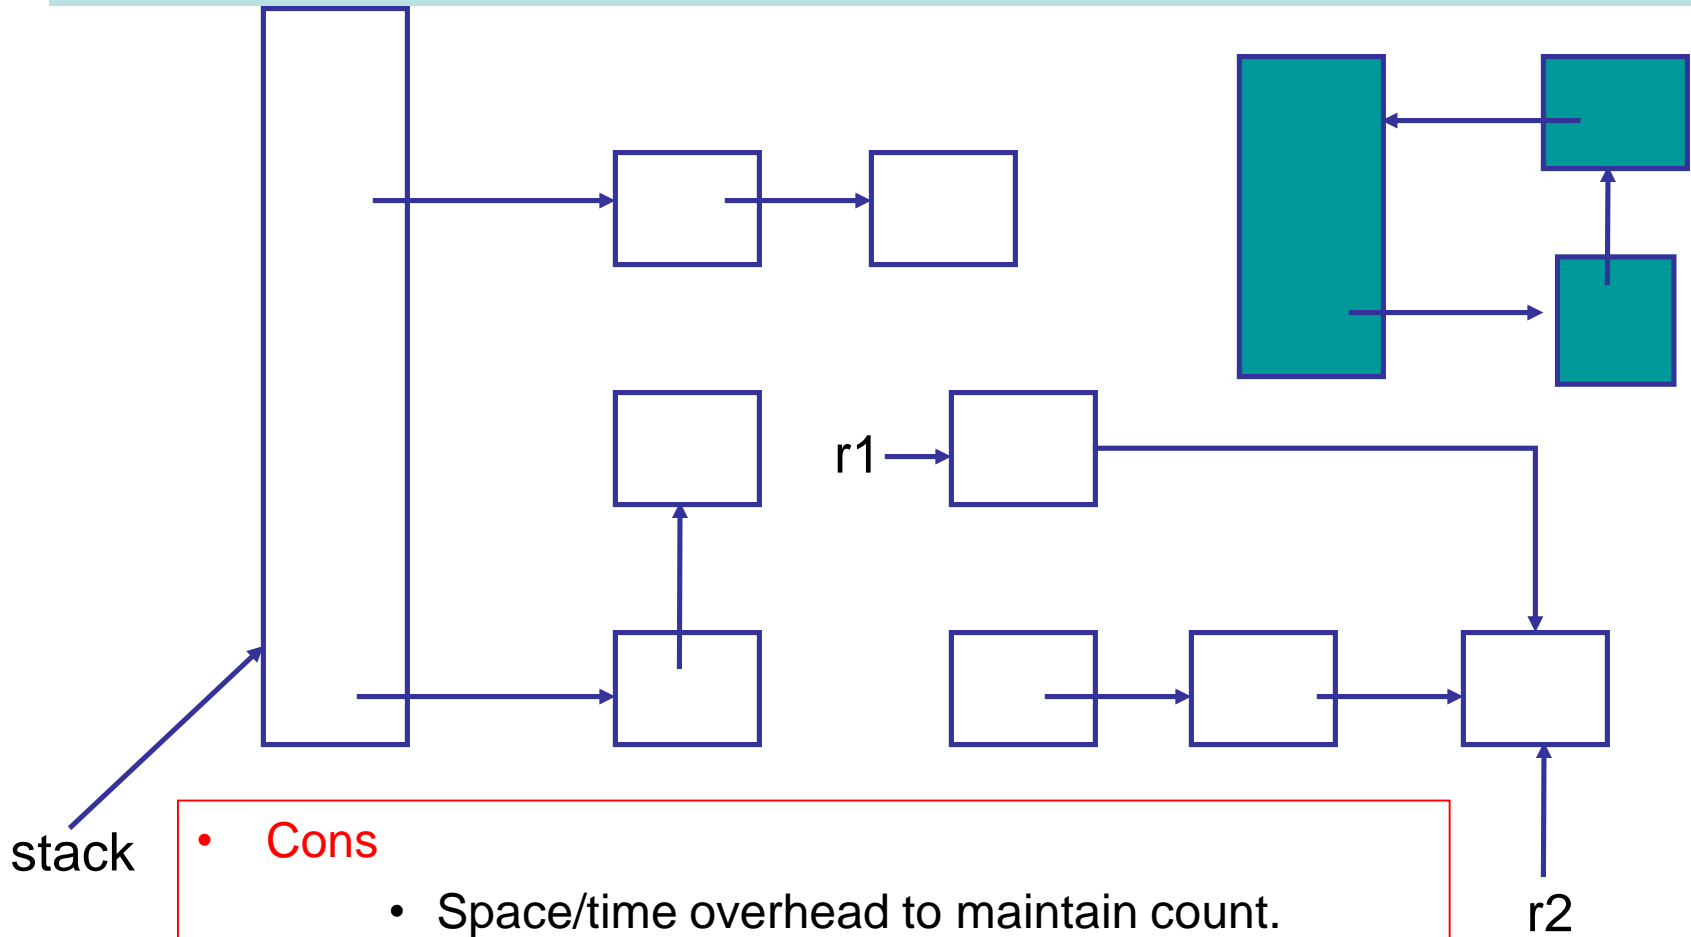 r1
stack
• Cons
• Space/time overhead to maintain count.
r2